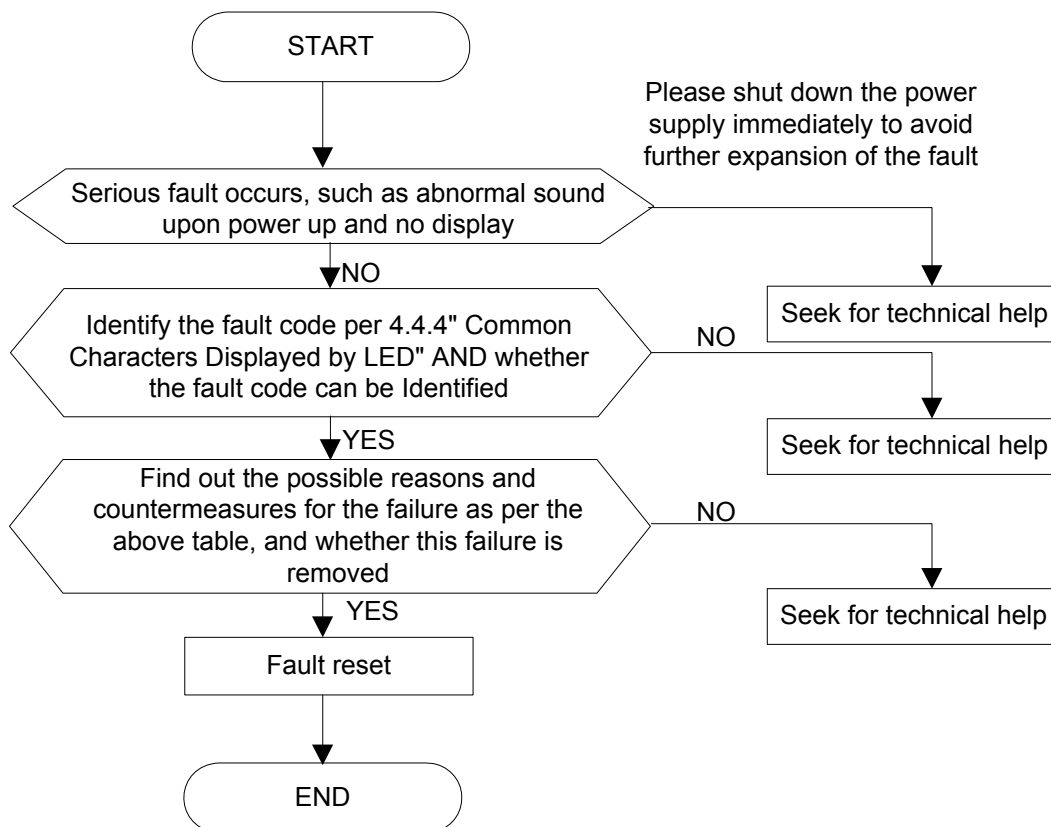 START
Please shut down the power
supply immediately to avoid
further expansion of the fault
Serious fault occurs, such as abnormal sound
upon power up and no display
NO
Seek for technical help
Identify the fault code per 4.4.4" Common
Characters Displayed by LED" AND whether
the fault code can be Identified
NO
Seek for technical help
YES
Find out the possible reasons and
countermeasures for the failure as per the
above table, and whether this failure is
removed
NO
Seek for technical help
YES
Fault reset
END